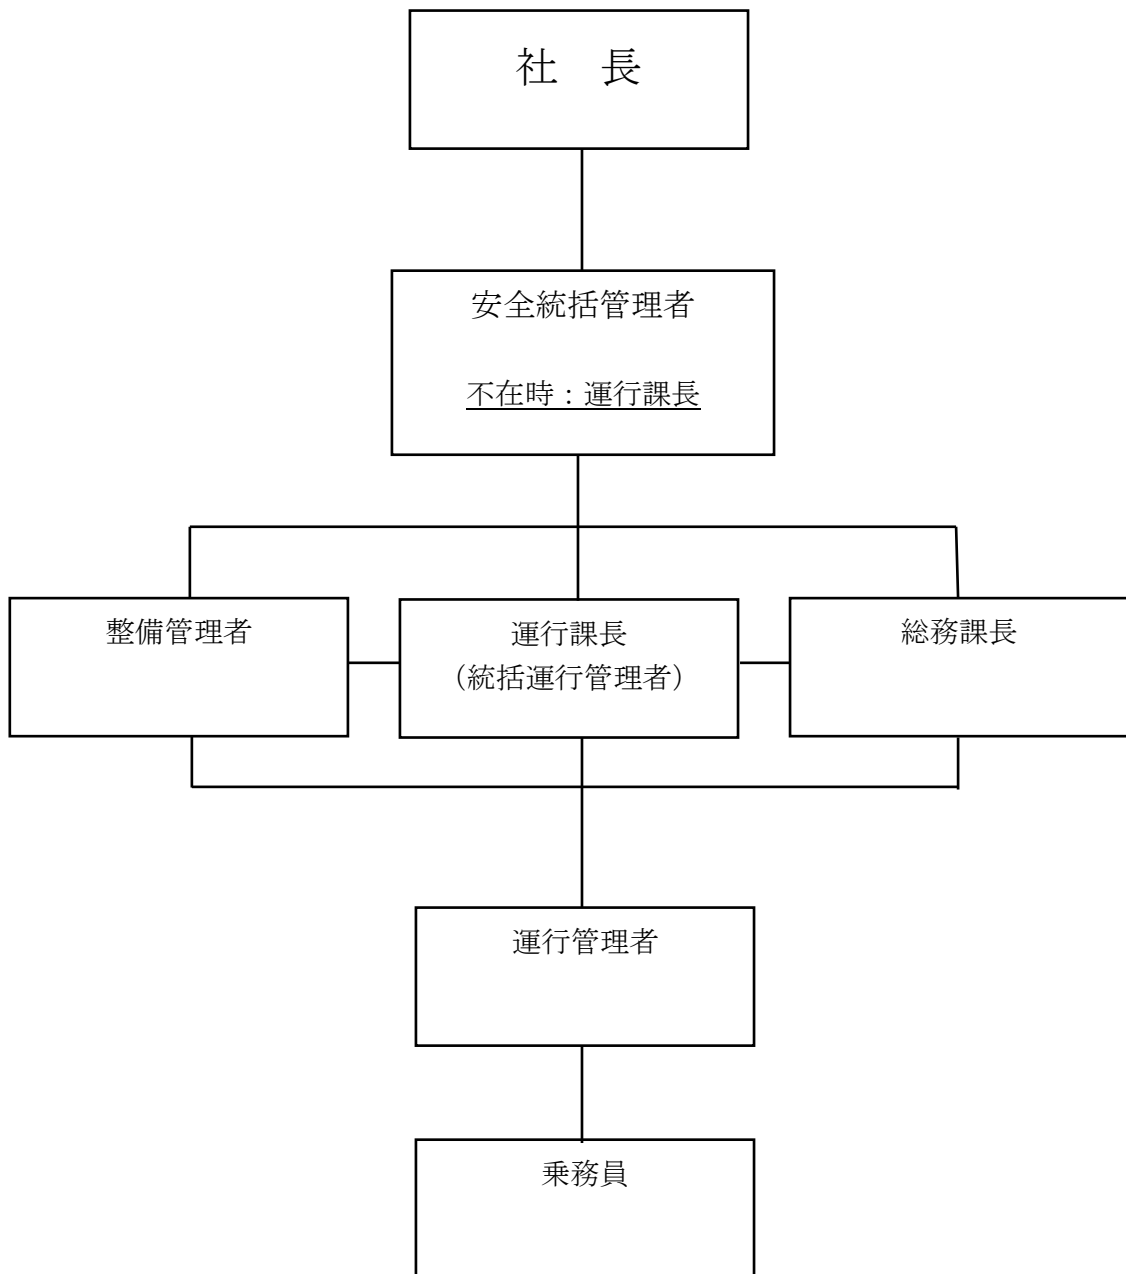 社　長
安全統括管理者
不在時：運行課長
整備管理者
運行課長
（統括運行管理者）
総務課長
運行管理者
乗務員